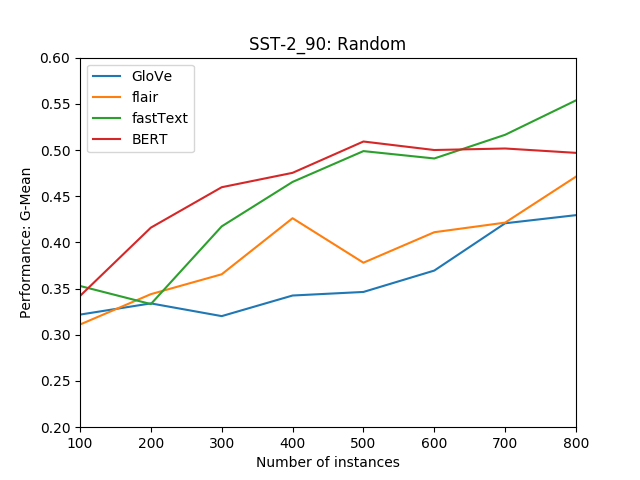 SST-2_90: Random
GloVe
flair
fastText
BERT
Performance: G-Mean
0.60
0.55
0.50
0.45
0.40
0.35
0.30
0.25
0.20
100 200 300 400 500 600 700 800
Number of instances